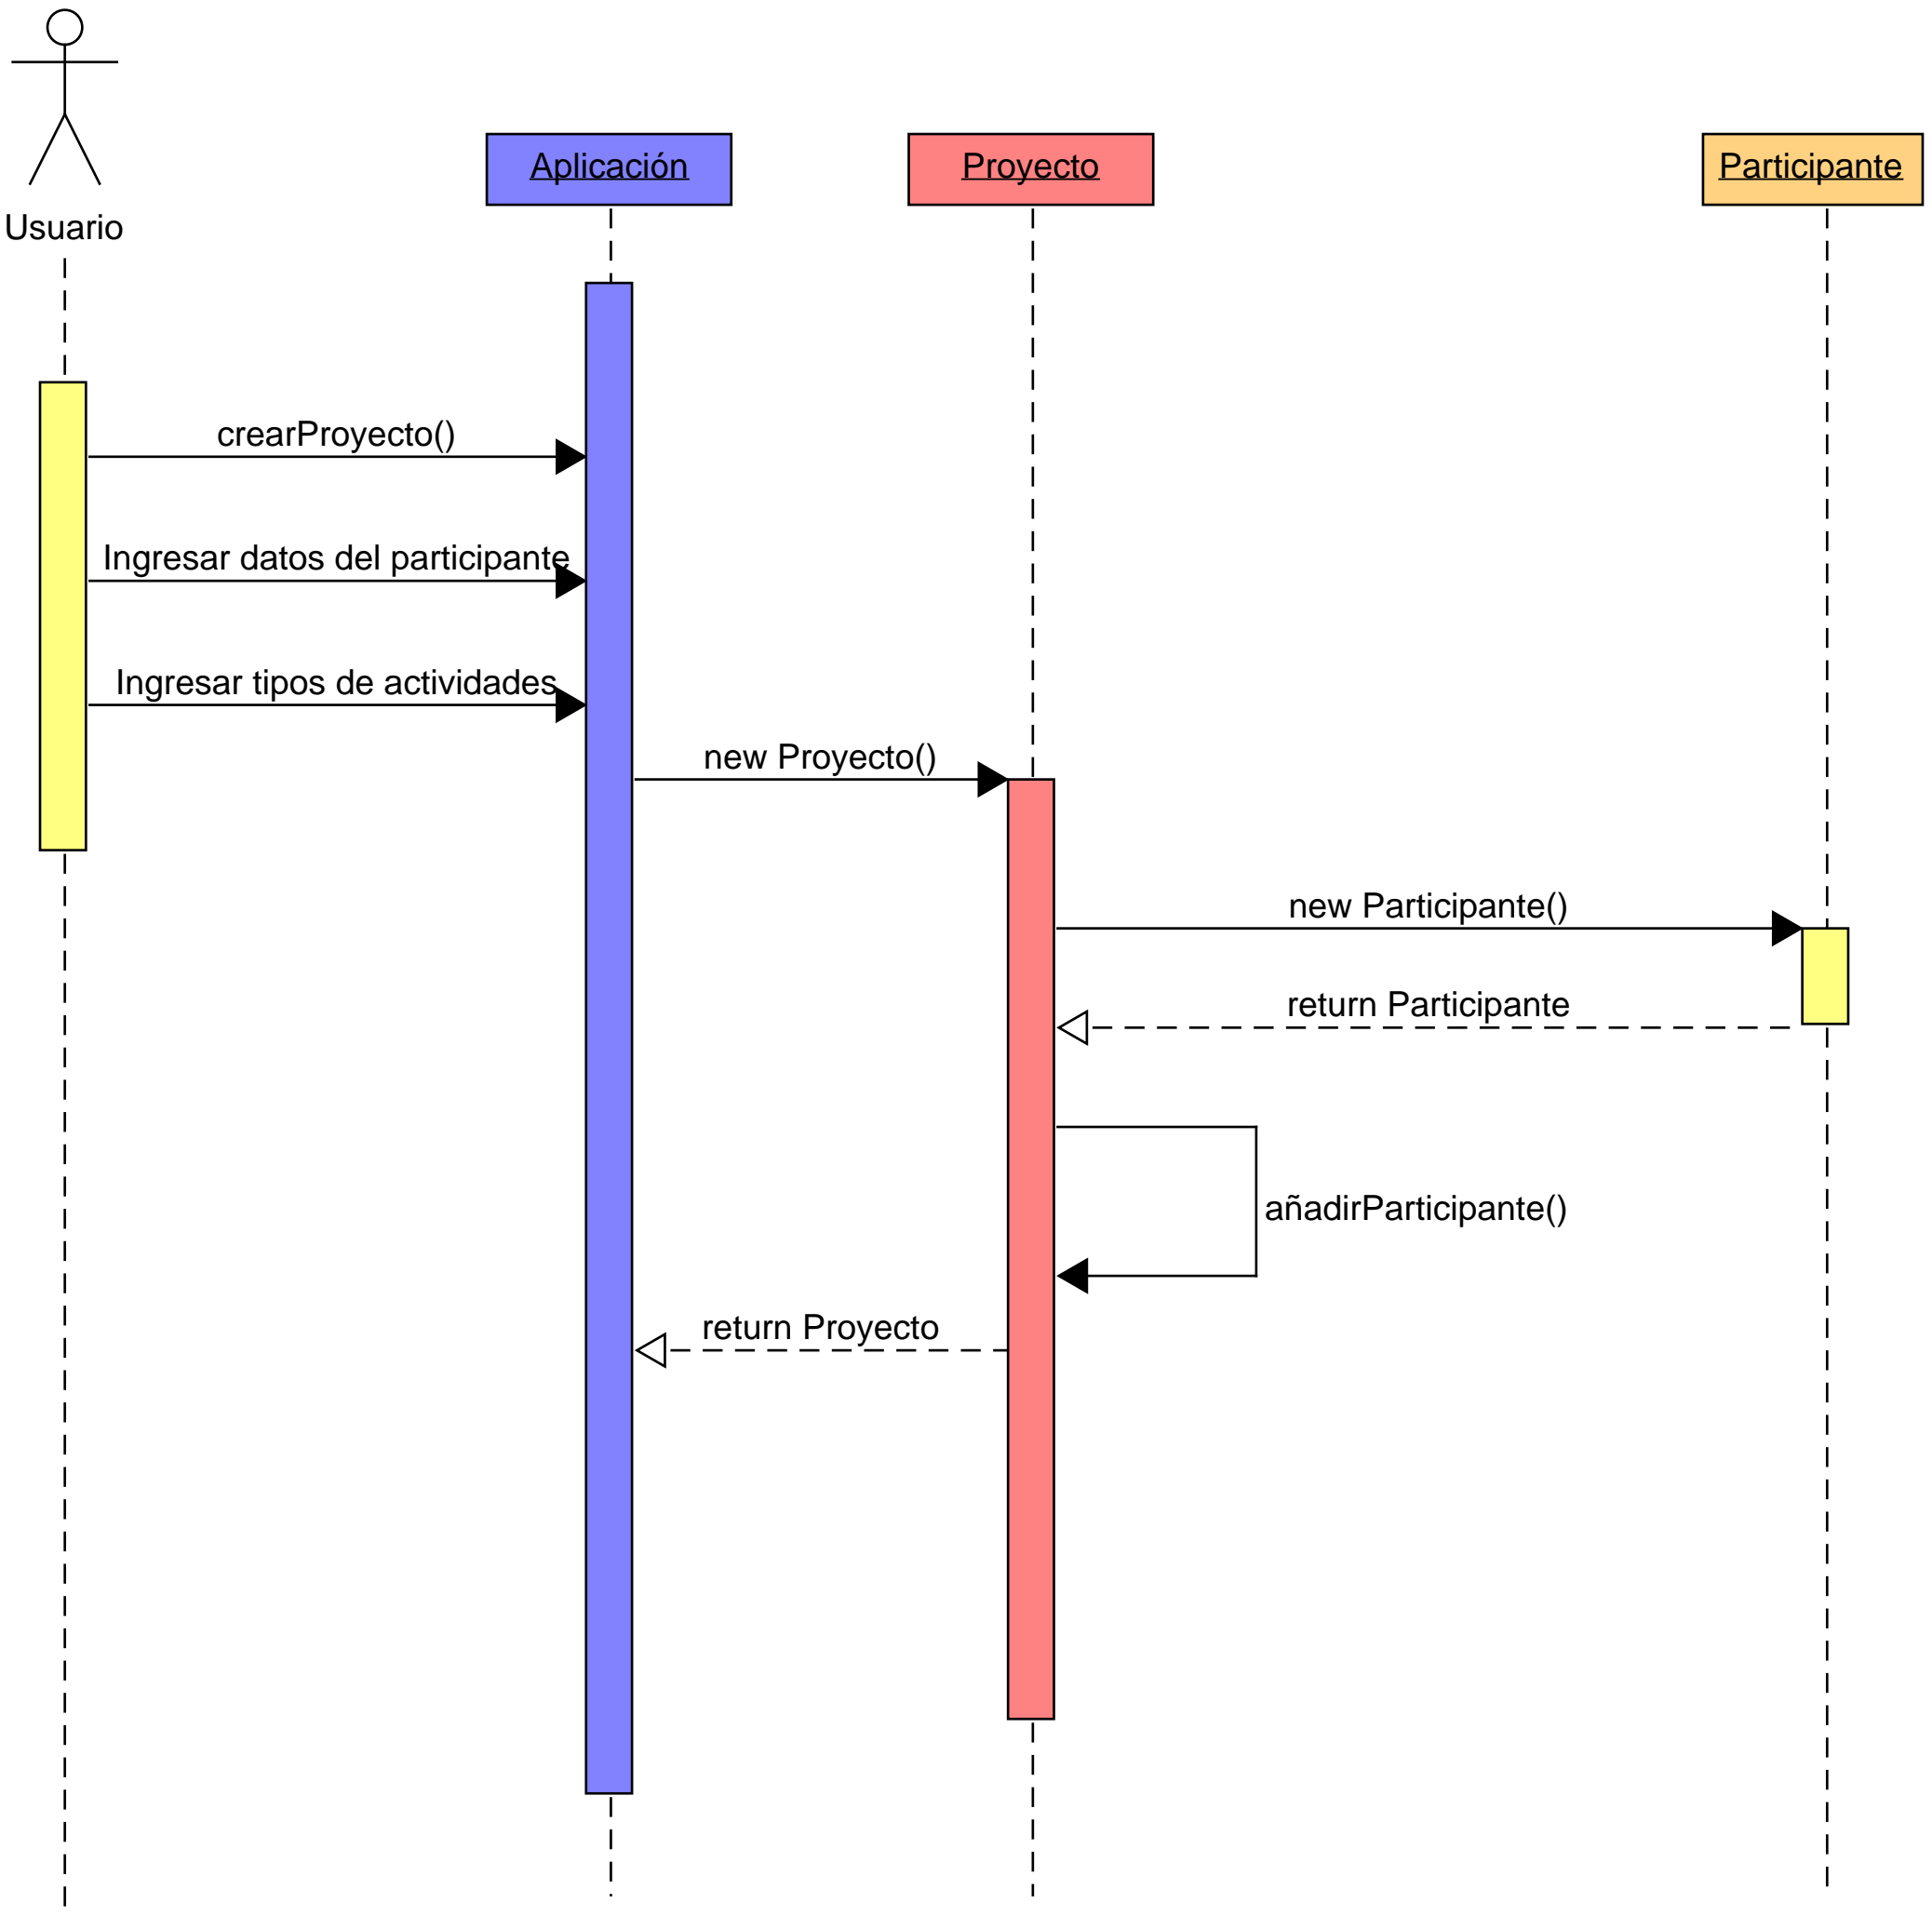 Aplicación
Proyecto
Participante
Usuario
crearProyecto()
Ingresar datos del participante
Ingresar tipos de actividades
new Proyecto()
new Participante()
return Participante
añadirParticipante()
return Proyecto